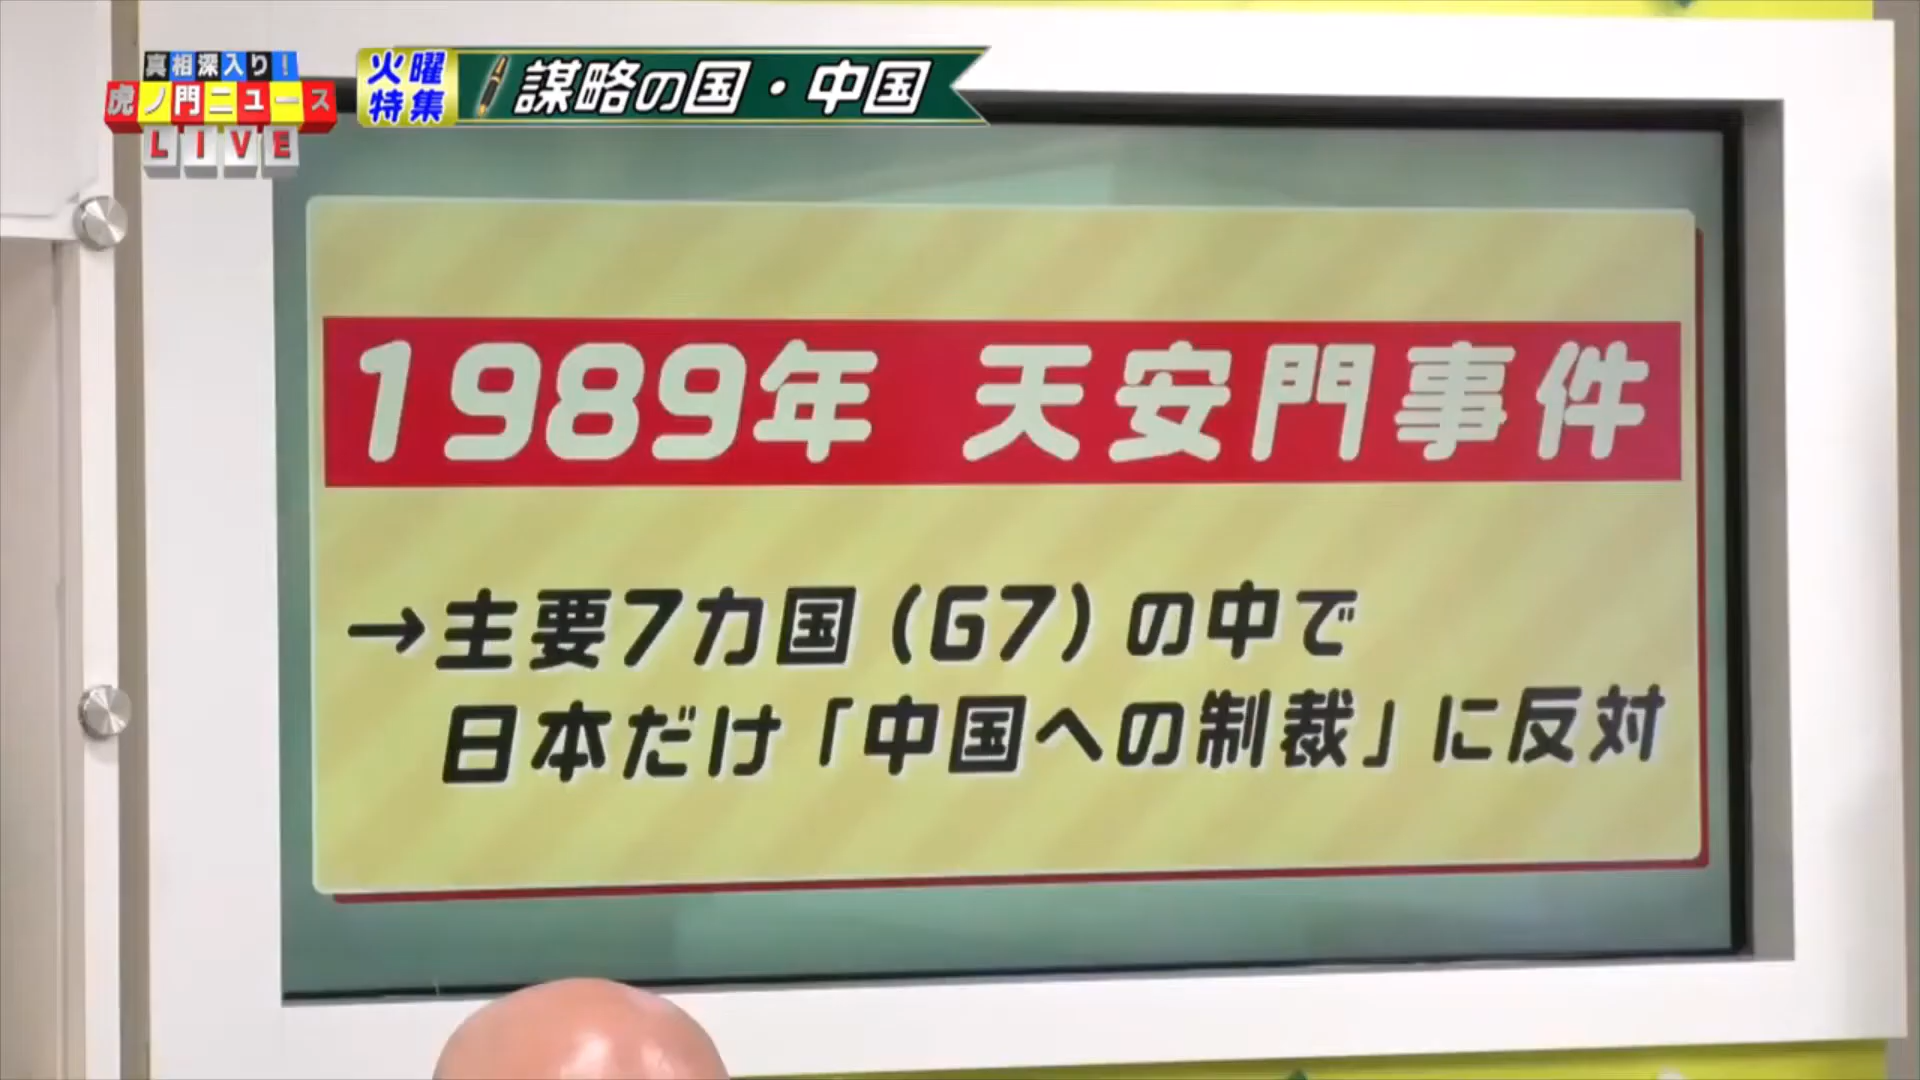 真相深入り!
虎ノ門ニュース
LIVE
火曜
特集
謀略の国・中国
1989年 天安門事件
→主要7カ国(G7)の中で
日本だけ「中国への制裁」に反対